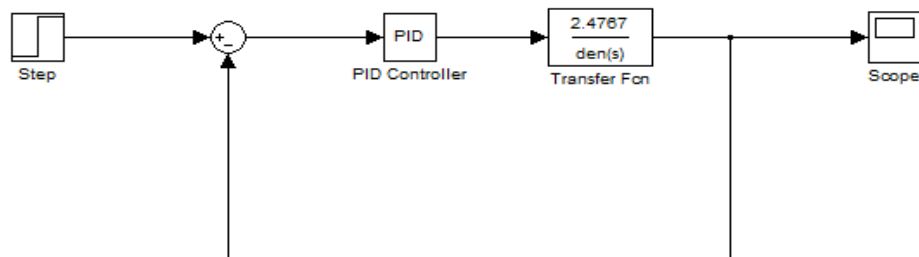 Step
+
−
PID
PID Controller
2.4767
den(s)
Transfer Fcn
Scope